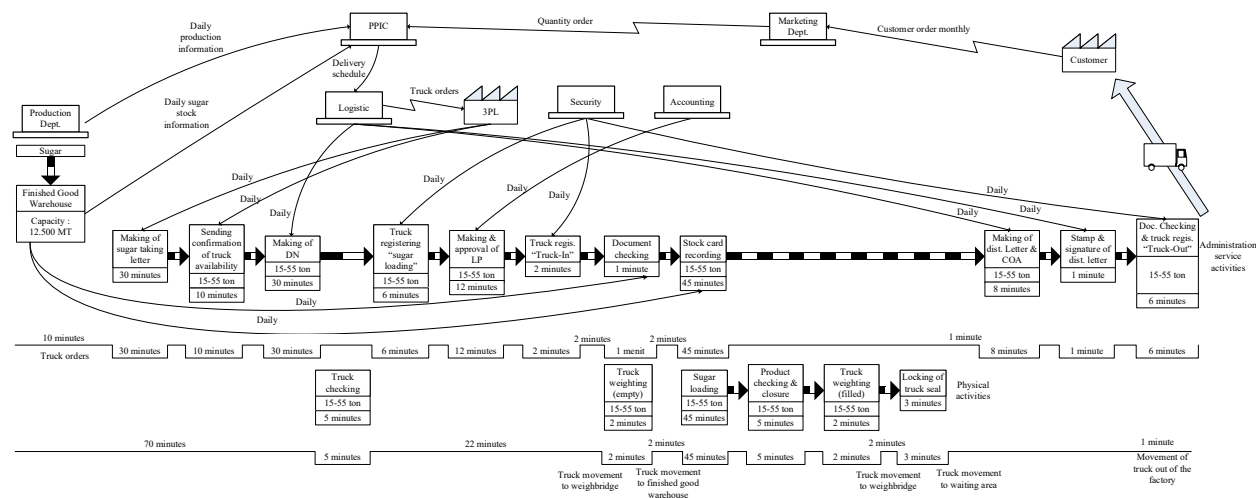 Daily
production
information
PPIC
Quantity order
Marketing
Dept.
Customer order monthly
Customer
Delivery
schedule
Daily sugar
stock
information
Truck orders
Logistic
3PL
Security
Accounting
Production
Dept.
Sugar
Finished Good
Warehouse
Capacity :
12.500 MT
Daily
Daily
Daily
Daily
Daily
Daily
Daily
Daily
Daily
Making of
sugar taking
letter
30 minutes
Sending
confirmation
of truck
availability
15-55 ton
10 minutes
Making of
DN
15-55 ton
30 minutes
Truck
registering
“sugar
loading”
15-55 ton
6 minutes
Making &
approval of
LP
15-55 ton
12 minutes
Truck regis.
“Truck-In”
2 minutes
Document
checking
1 minute
Stock card
recording
15-55 ton
45 minutes
Making of
dist. Letter &
COA
15-55 ton
8 minutes
Stamp &
signature of
dist. letter
1 minute
Doc. Checking
& truck regis.
“Truck-Out”
15-55 ton
6 minutes
Administration
service
activities
Daily
Daily
10 minutes
Truck orders
30 minutes
10 minutes
30 minutes
6 minutes
12 minutes
2 minutes
2 minutes
1 menit
2 minutes
45 minutes
1 minute
8 minutes
1 minute
6 minutes
Truck
checking
15-55 ton
5 minutes
Truck
weighting
(empty)
15-55 ton
2 minutes
Sugar
loading
15-55 ton
45 minutes
Product
checking &
closure
15-55 ton
5 minutes
Truck
weighting
(filled)
15-55 ton
2 minutes
Locking of
truck seal
3 minutes
Physical
activities
70 minutes
5 minutes
22 minutes
2 minutes
2 minutes
45 minutes
5 minutes
2 minutes
2 minutes
3 minutes
1 minute
Truck movement
to weighbridge
Truck movement
to finished good
warehouse
Truck movement
to weighbridge
Truck movement
to waiting area
Movement of
truck out of the
factory